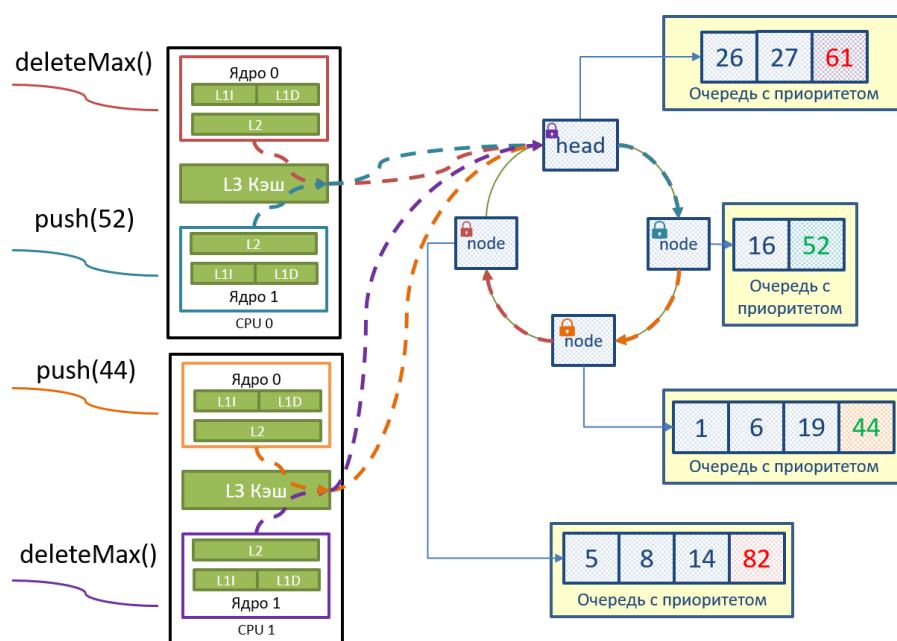 deleteMax()
Ядро 0
L1I L1D
L2
L3 Кэш
push(52)
L2
L1I L1D
Ядро 1
CPU 0
push(44)
Ядро 0
L1I L1D
L2
L3 Кэш
deleteMax()
L2
L1I L1D
Ядро 1
CPU 1
head
node
node
node
26 27 61
Очередь с приоритетом
16 52
Очередь с
приоритетом
1 6 19 44
Очередь с приоритетом
5 8 14 82
Очередь с приоритетом